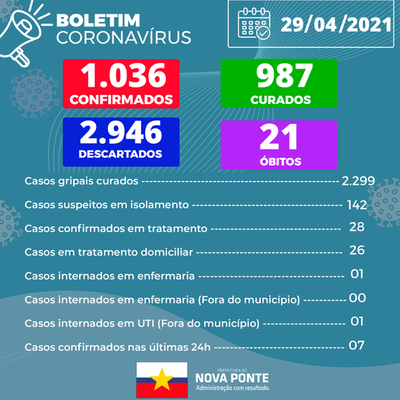 BOLETIM
CORONAVÍRUS
29/04/2021
1.036
CONFIRMADOS
987
CURADOS
2.946
DESCARTADOS
21
ÓBITOS
Casos gripais curados ---------------------------------------- 2.299
Casos suspeitos em isolamento ------------------------------ 142
Casos confirmados em tratamento -------------------------- 28
Casos em tratamento domiciliar ----------------------------- 26
Casos internados em enfermaria ---------------------------- 01
Casos internados em enfermaria (Fora do município) ----------- 00
Casos internados em UTI (Fora do município) ---------------- 01
Casos confirmados nas últimas 24h ------------------------- 07
PREFEITURA DE
NOVA PONTE
Administração com resultado.